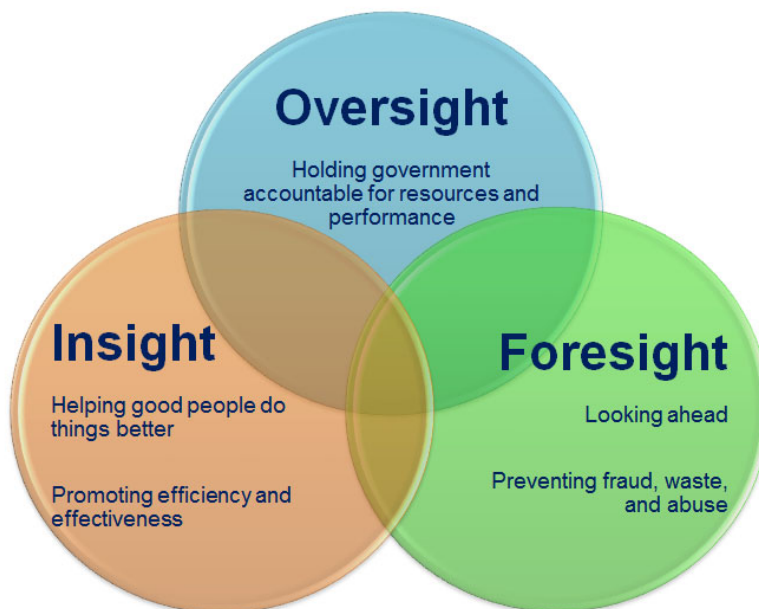 Oversight
Holding government
accountable for resources and
performance
Insight
Helping good people do
things better
Promoting efficiency and
effectiveness
Foresight
Looking ahead
Preventing fraud, waste,
and abuse